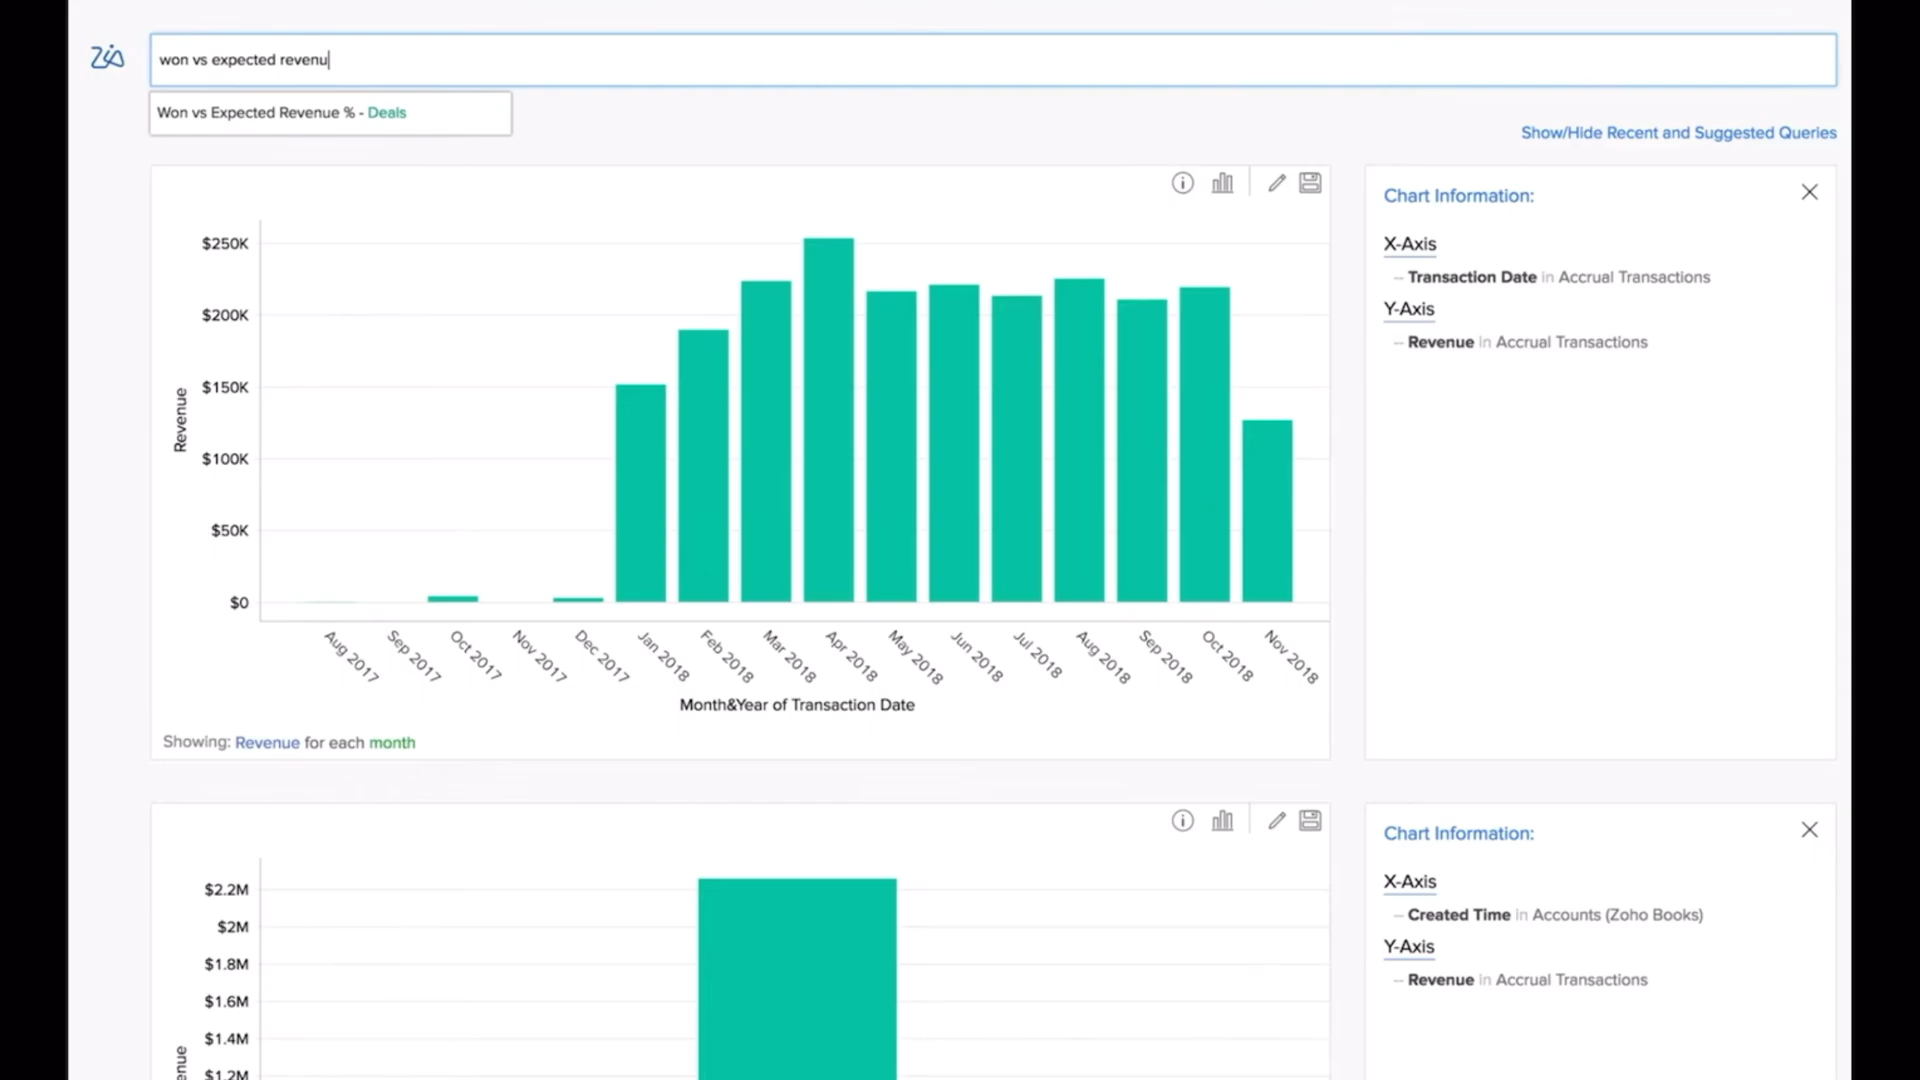 Zia
won vs expected revenu
Won vs Expected Revenue % - Deals
Show/Hide Recent and Suggested Queries
$250K
$200K
$150K
$100K
$50K
$0
Revenue
Aug 2017
Sep 2017
Oct 2017
Nov 2017
Dec 2017
Jan 2018
Feb 2018
Mar 2018
Apr 2018
May 2018
Jun 2018
Jul 2018
Aug 2018
Sep 2018
Oct 2018
Nov 2018
Month&Year of Transaction Date
Showing: Revenue for each month
Chart Information:
X-Axis
-- Transaction Date in Accrual Transactions
Y-Axis
-- Revenue in Accrual Transactions
$2.2M
$2M
$1.8M
$1.6M
$1.4M
$1.2M
enue
Chart Information:
X-Axis
-- Created Time in Accounts (Zoho Books)
Y-Axis
-- Revenue in Accrual Transactions